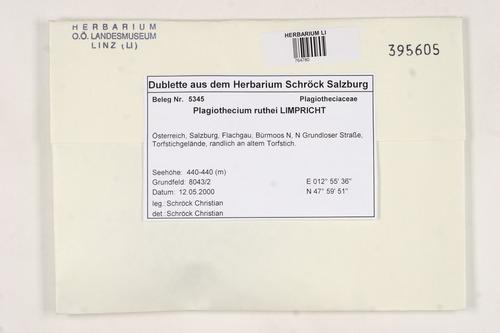 HERBARIUM
O.Ö. LANDESMUSEUM
LINZ (LI)
HERBARIUM LI
764780
395605
Dublette aus dem Herbarium Schröck Salzburg
Beleg Nr. 5345 Plagiotheciaceae
Plagiothecium ruthei LIMPRICHT
Österreich, Salzburg, Flachgau, Bürmoos N, N Grundloser Straße,
Torfstichgelände, randlich an altem Torfstich.
Seehöhe: 440-440 (m)
Grundfeld: 8043/2 E 012° 55' 36"
Datum: 12.05.2000 N 47° 59' 51"
leg.: Schröck Christian
det.: Schröck Christian